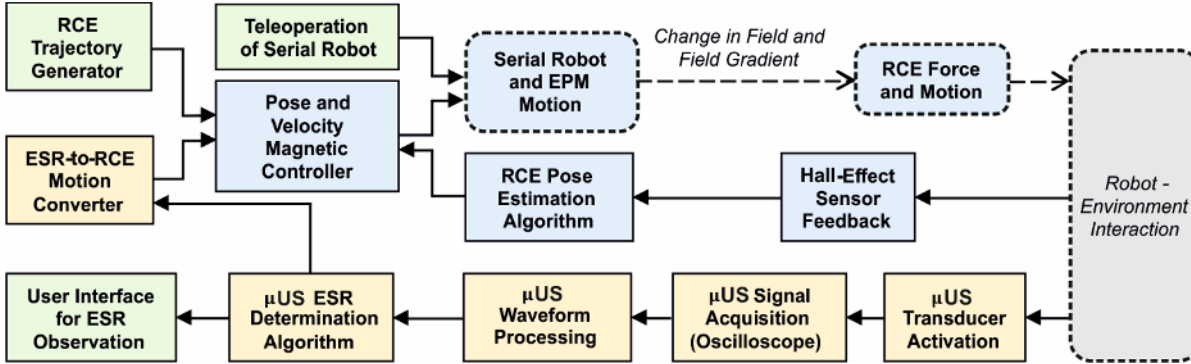 RCE
Trajectory
Generator
Teleoperation
of Serial Robot
Serial Robot
and EPM
Motion
Change in Field and
Field Gradient
RCE Force
and Motion
Pose and
Velocity
Magnetic
Controller
ESR-to-RCE
Motion
Converter
RCE Pose
Estimation
Algorithm
Hall-Effect
Sensor
Feedback
Robot -
Environment
Interaction
User Interface
for ESR
Observation
μUS ESR
Determination
Algorithm
μUS
Waveform
Processing
μUS Signal
Acquisition
(Oscilloscope)
μUS
Transducer
Activation